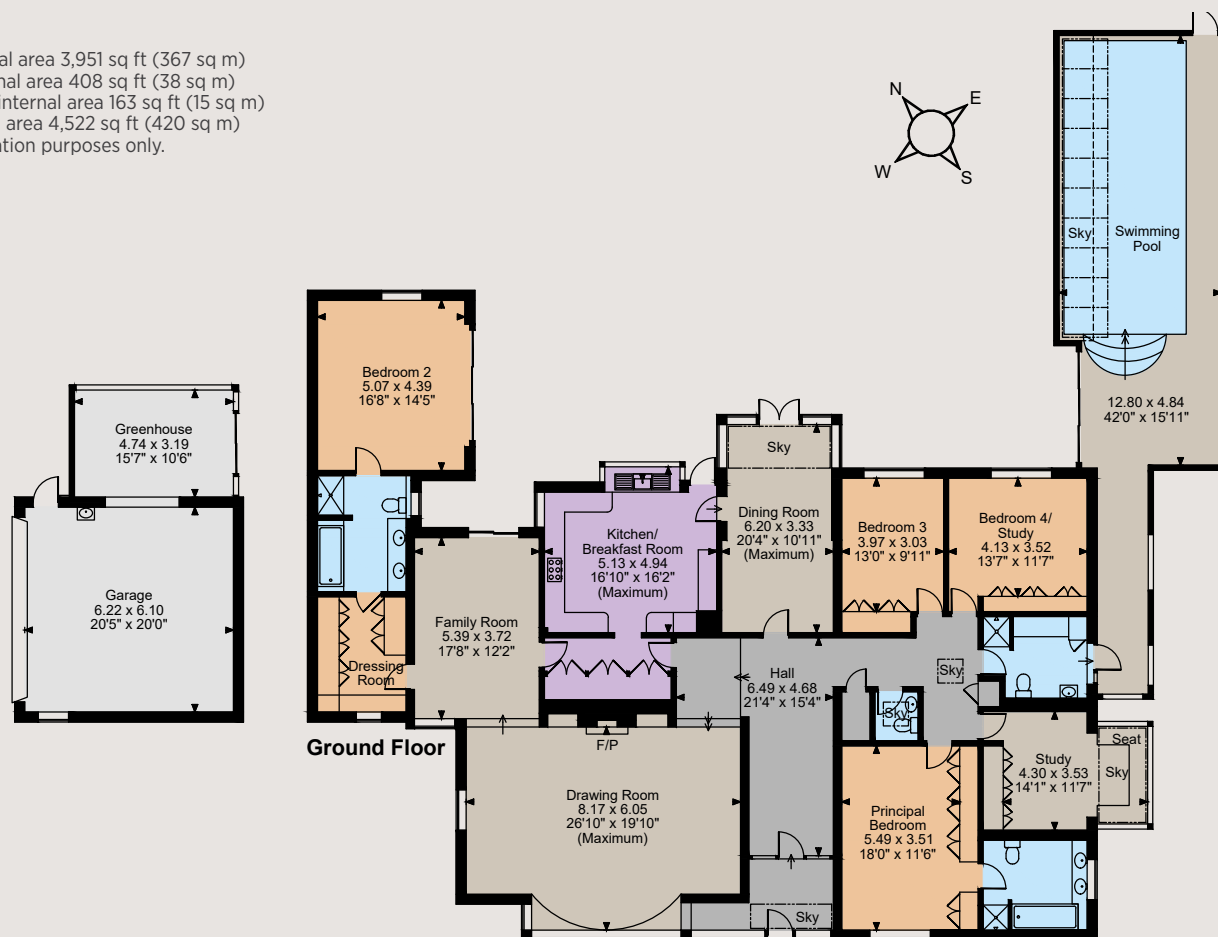 al area 3,951 sq ft (367 sq m)
nal area 408 sq ft (38 sq m)
internal area 163 sq ft (15 sq m)
area 4,522 sq ft (420 sq m)
ation purposes only.
N
E
W
S
Sky
Swimming
Pool
12.80 x 4.84
42'0" x 15'11"
Bedroom 2
5.07 x 4.39
16'8" x 14'5"
Greenhouse
4.74 x 3.19
15'7" x 10'6"
Garage
6.22 x 6.10
20'5" x 20'0"
Sky
Dining Room
6.20 x 3.33
20'4" x 10'11"
(Maximum)
Kitchen/
Breakfast Room
5.13 x 4.94
16'10" x 16'2"
(Maximum)
Bedroom 3
3.97 x 3.03
13'0" x 9'11"
Bedroom 4/
Study
4.13 x 3.52
13'7" x 11'7"
Family Room
5.39 x 3.72
17'8" x 12'2"
Dressing
Room
Hall
6.49 x 4.68
21'4" x 15'4"
Sky
Sky
Ground Floor
F/P
Seat
Sky
Study
4.30 x 3.53
14'1" x 11'7"
Drawing Room
8.17 x 6.05
26'10" x 19'10"
(Maximum)
Principal
Bedroom
5.49 x 3.51
18'0" x 11'6"
Sky